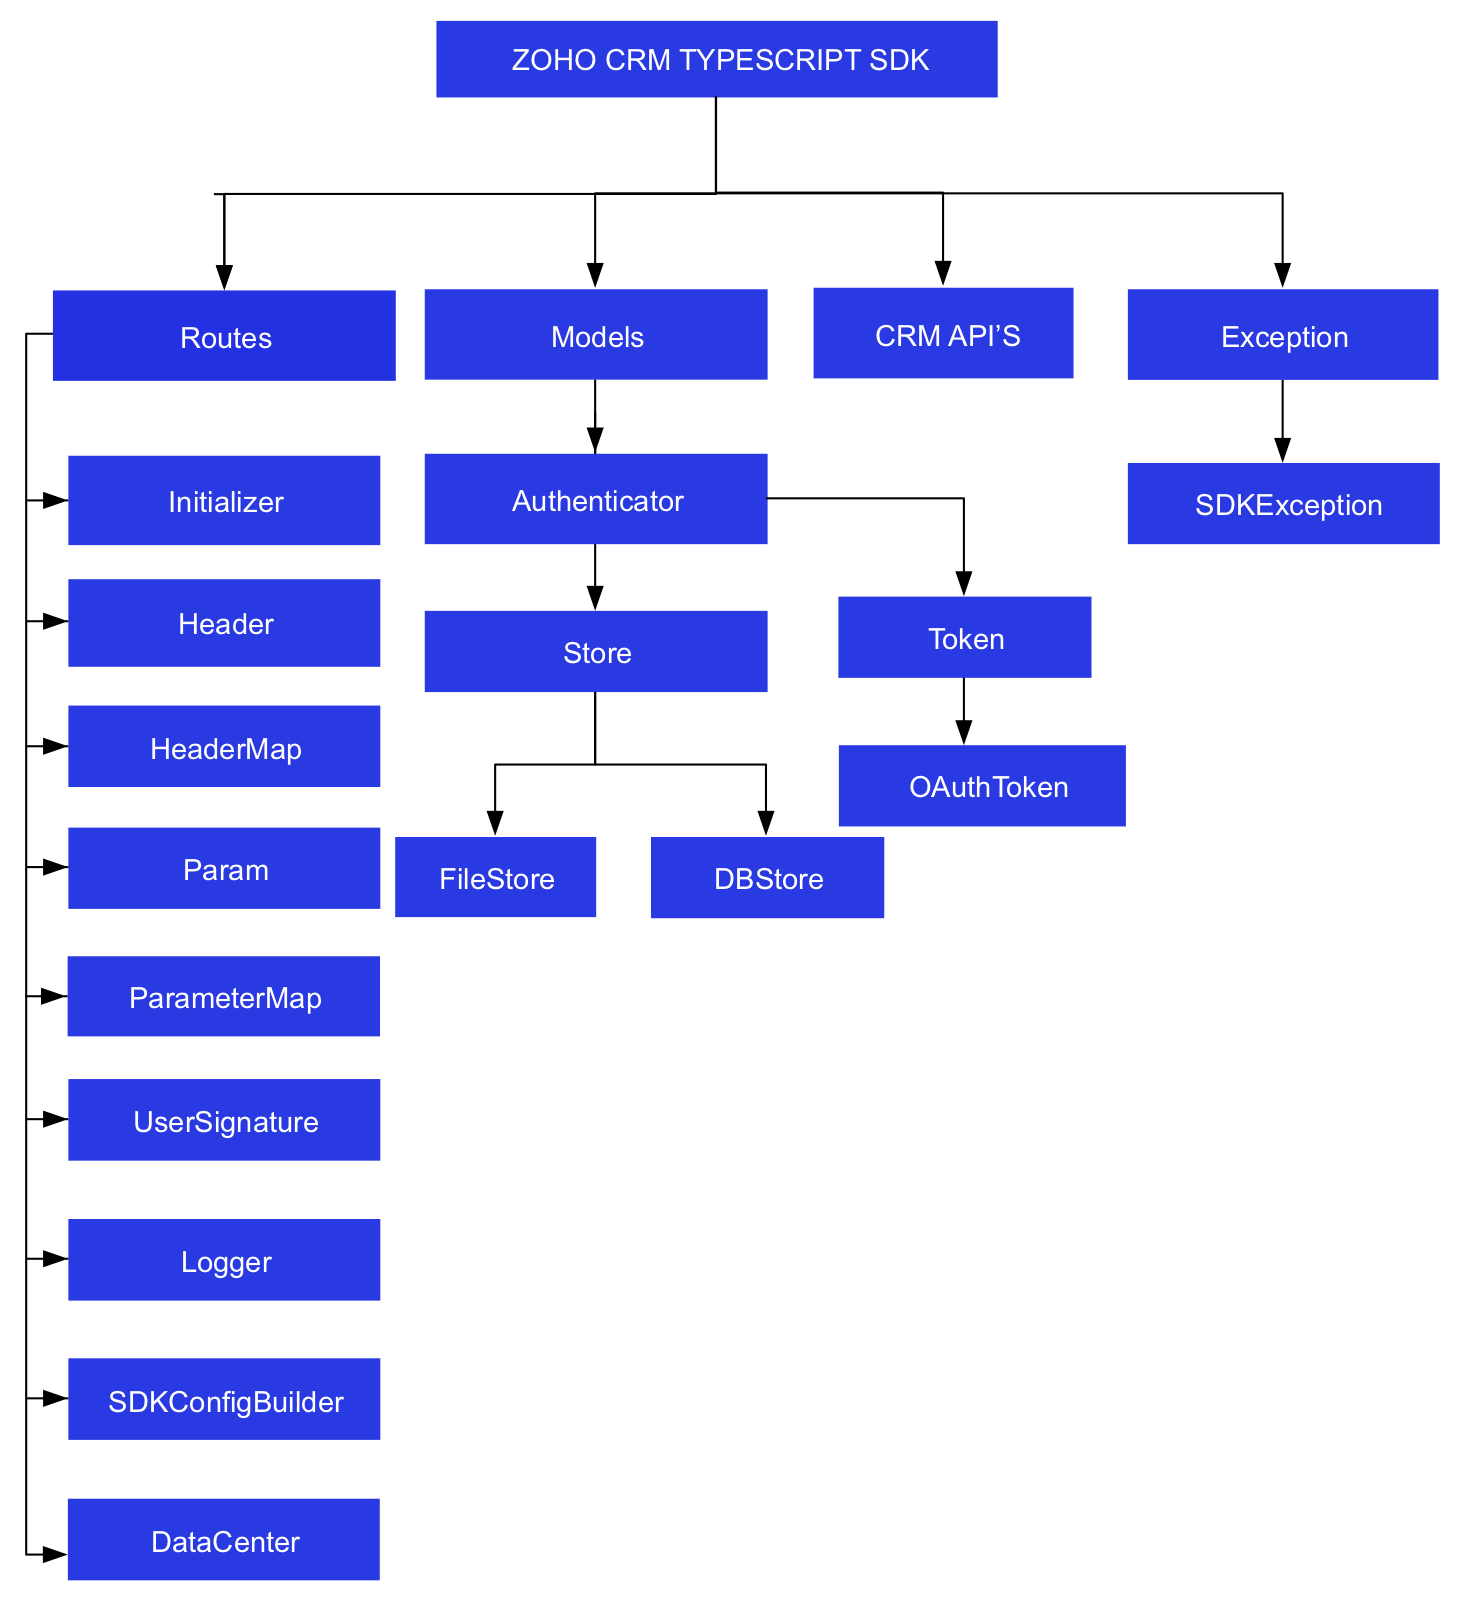 ZOHO CRM TYPESCRIPT SDK
Routes
Models
CRM API’S
Exception
Initializer
Authenticator
SDKException
Header
Store
Token
HeaderMap
OAuthToken
Param
FileStore
DBStore
ParameterMap
UserSignature
Logger
SDKConfigBuilder
DataCenter